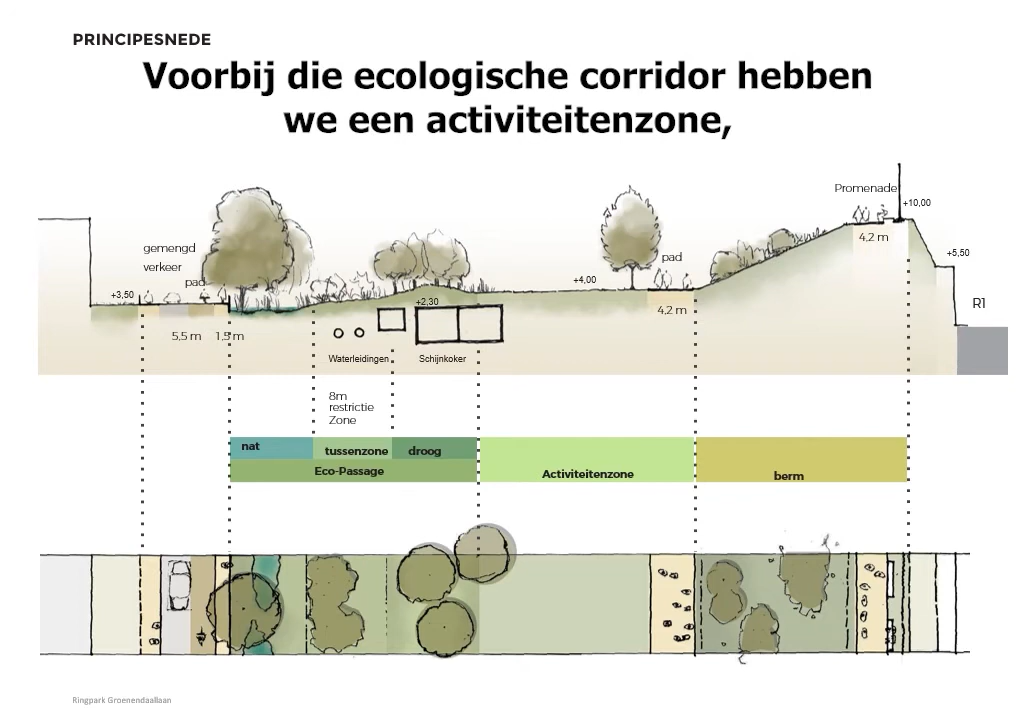 PRINCIPESNEDE
Voorbij die ecologische corridor hebben
we een activiteitenzone,
Promenade
+10,00
4,2 m
+5,50
gemengd
verkeer
pad
pad
+3,50
+4,00
+2,30
4,2 m
R1
5,5 m 1,5 m
Waterleidingen
Schijnkoker
8m
restrictie
Zone
nat
tussenzone
droog
Eco-Passage
Activiteitenzone
berm
Ringpark Groenendaallaan